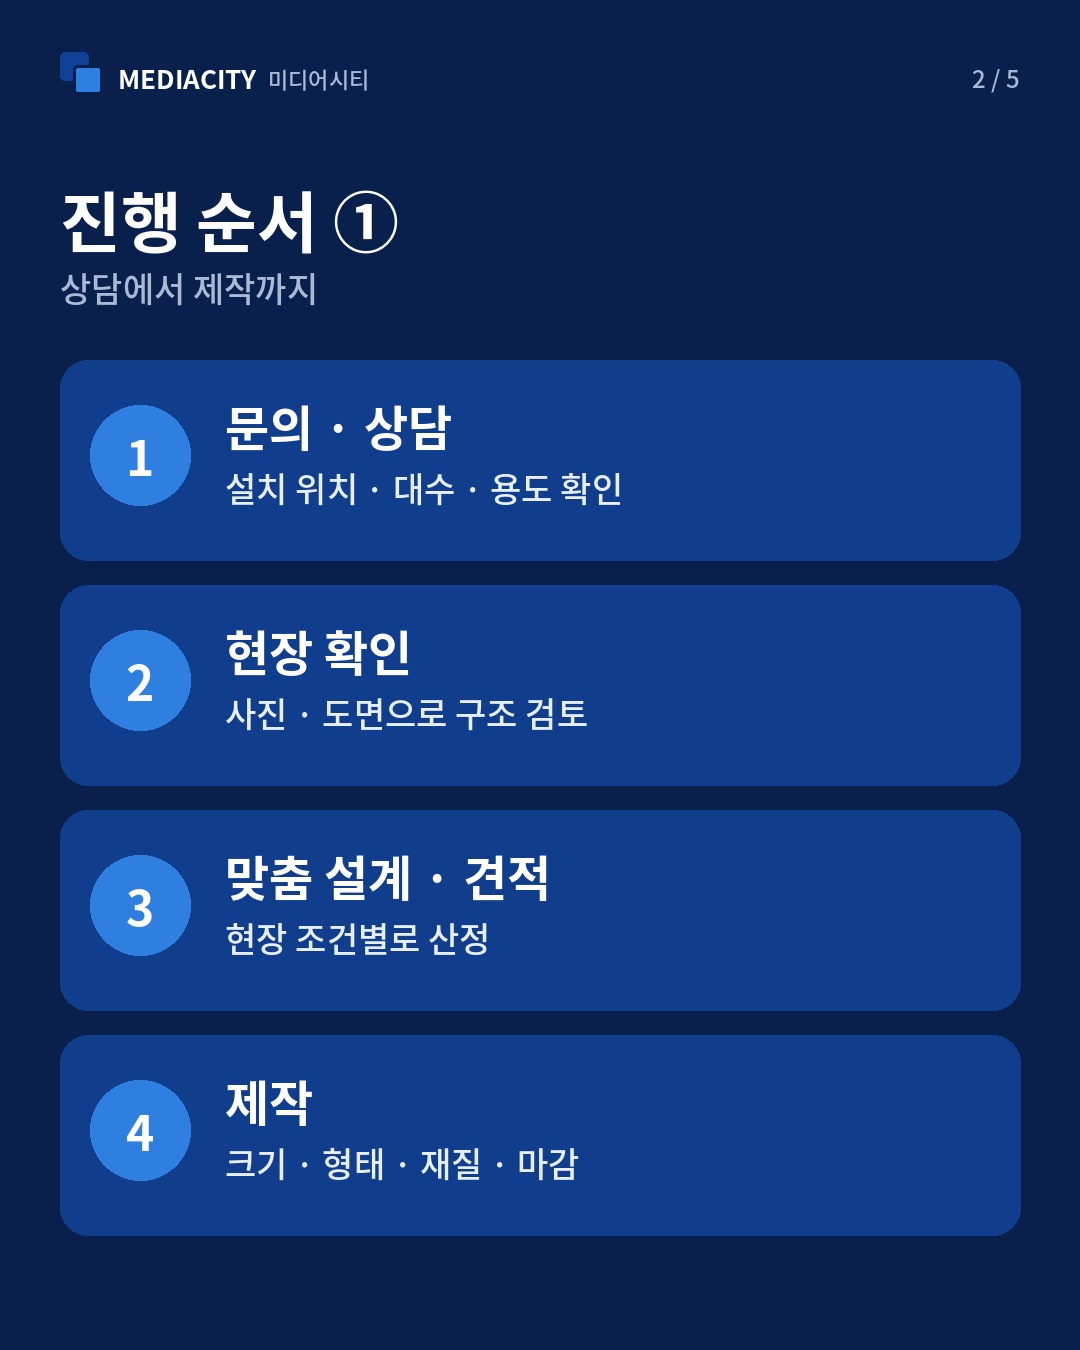 MEDIACITY 미디어시티
2 / 5
진행 순서 ①
상담에서 제작까지
1
문의 · 상담
설치 위치 · 대수 · 용도 확인
2
현장 확인
사진 · 도면으로 구조 검토
3
맞춤 설계 · 견적
현장 조건별로 산정
4
제작
크기 · 형태 · 재질 · 마감